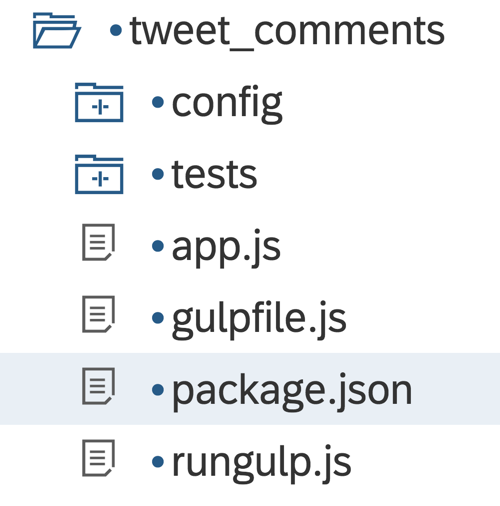 tweet_comments
config
tests
app.js
gulpfile.js
package.json
rungulp.js